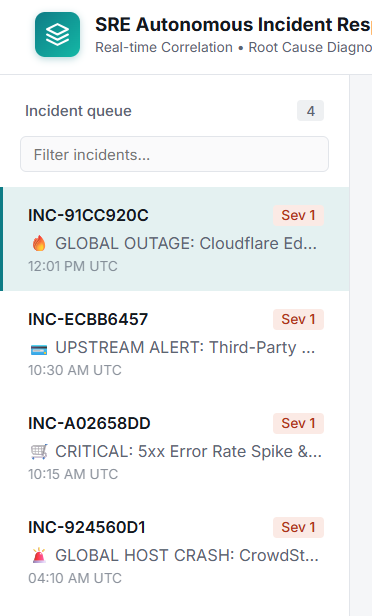 SRE Autonomous Incident Res
Real-time Correlation • Root Cause Diagno
Incident queue 4
Filter incidents...
INC-91CC920C Sev 1
🔥 GLOBAL OUTAGE: Cloudflare Ed...
12:01 PM UTC
INC-ECBB6457 Sev 1
💳 UPSTREAM ALERT: Third-Party ...
10:30 AM UTC
INC-A02658DD Sev 1
🛒 CRITICAL: 5xx Error Rate Spike &...
10:15 AM UTC
INC-924560D1 Sev 1
🚨 GLOBAL HOST CRASH: CrowdSt...
04:10 AM UTC